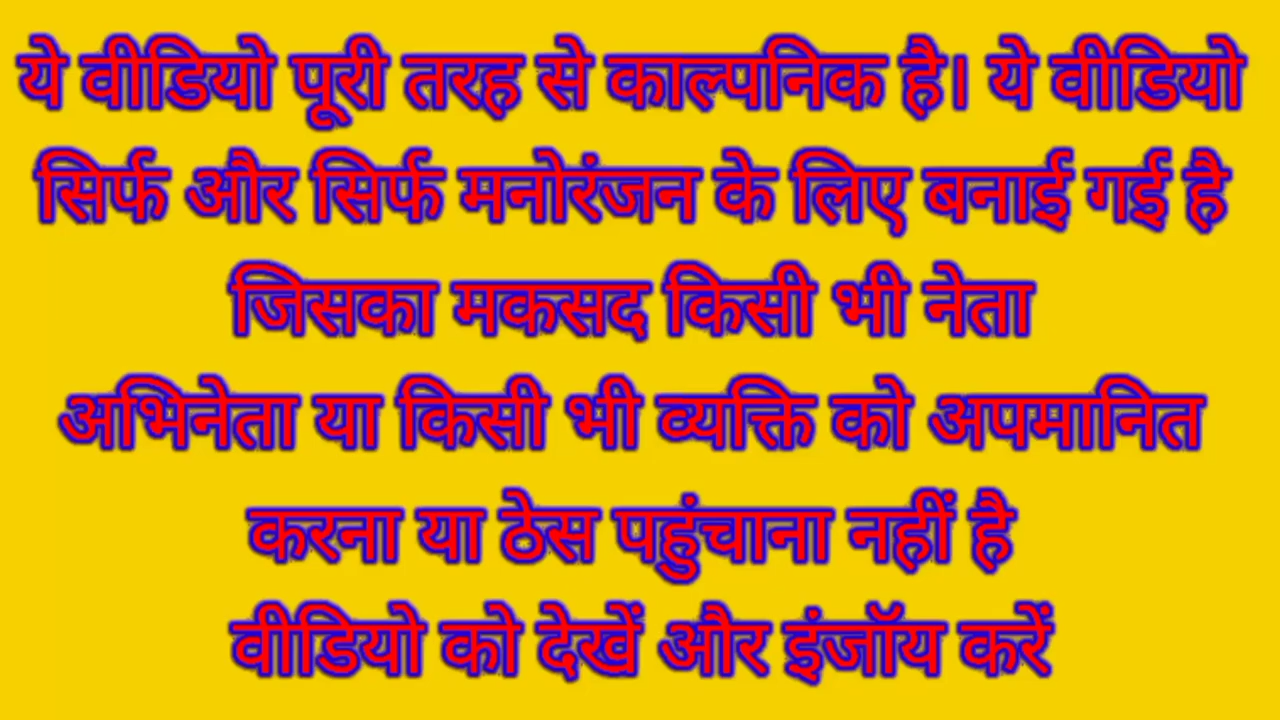 ये वीडियो पूरी तरह से काल्पनिक है। ये वीडियो
सिर्फ और सिर्फ मनोरंजन के लिए बनाई गई है
जिसका मकसद किसी भी नेता
अभिनेता या किसी भी व्यक्ति को अपमानित
करना या ठेस पहुंचाना नहीं है
वीडियो को देखें और इंजॉय करें